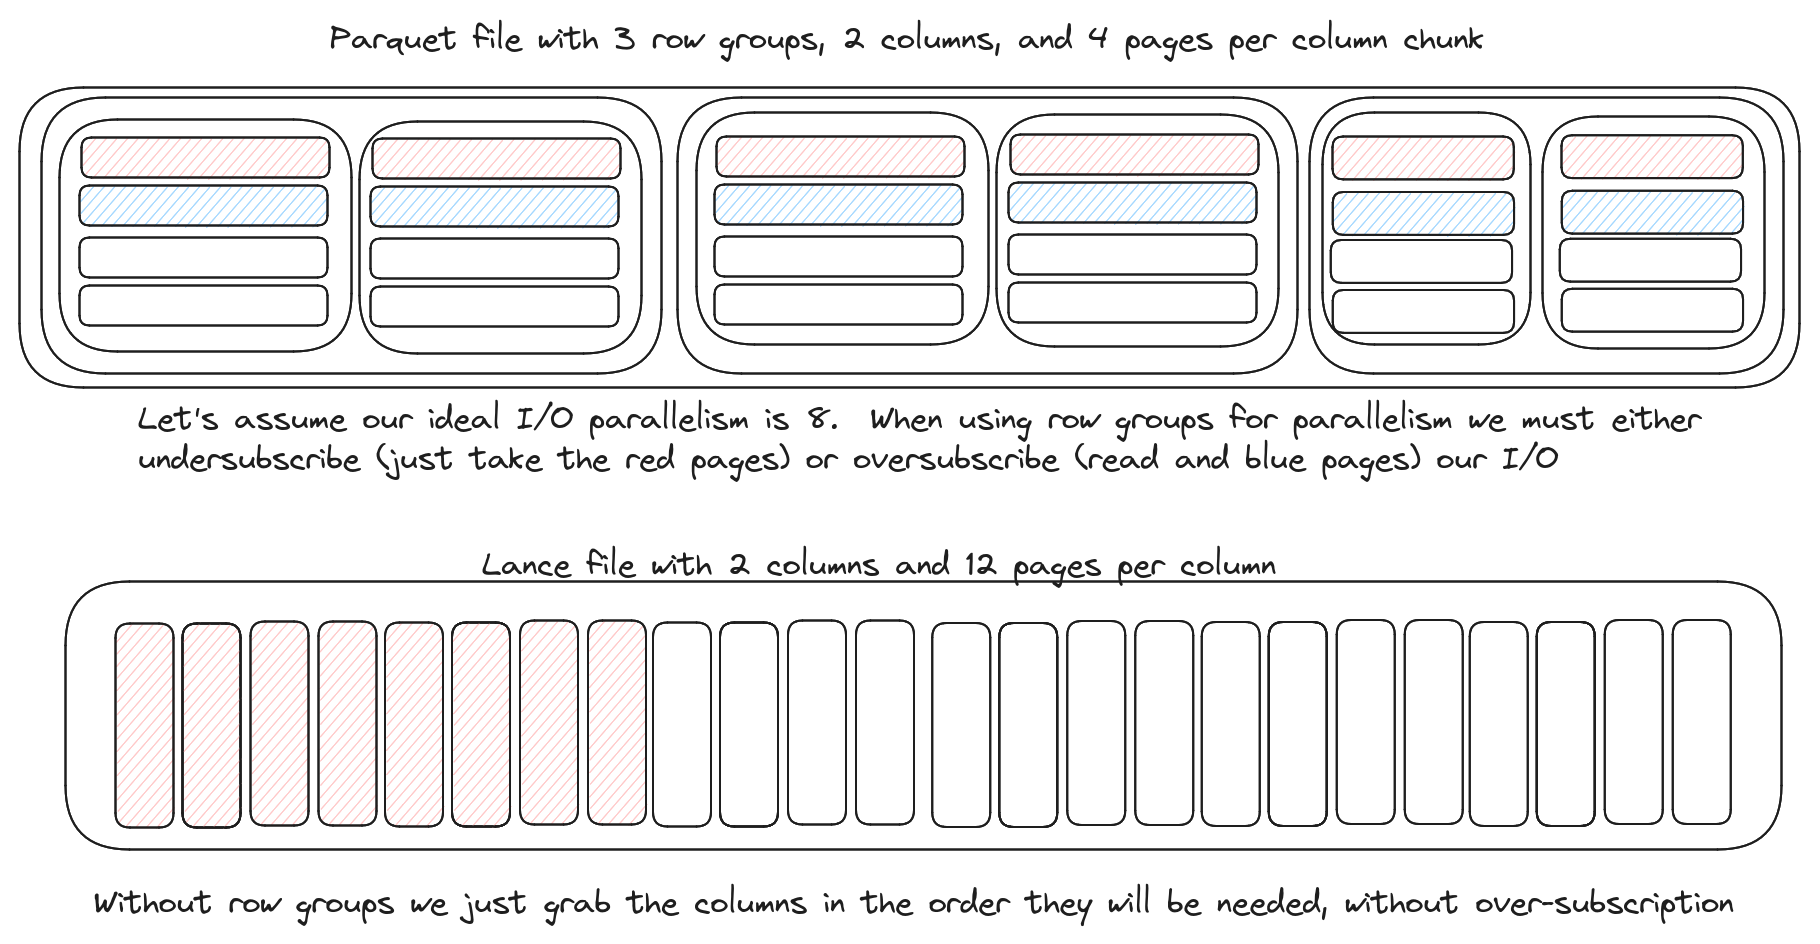 Parquet file with 3 row groups, 2 columns, and 4 pages per column chunk
Let's assume our ideal I/O parallelism is 8.  When using row groups for parallelism we must either
undersubscribe (just take the red pages) or oversubscribe (read and blue pages) our I/O
Lance file with 2 columns and 12 pages per column
Without row groups we just grab the columns in the order they will be needed, without over-subscription